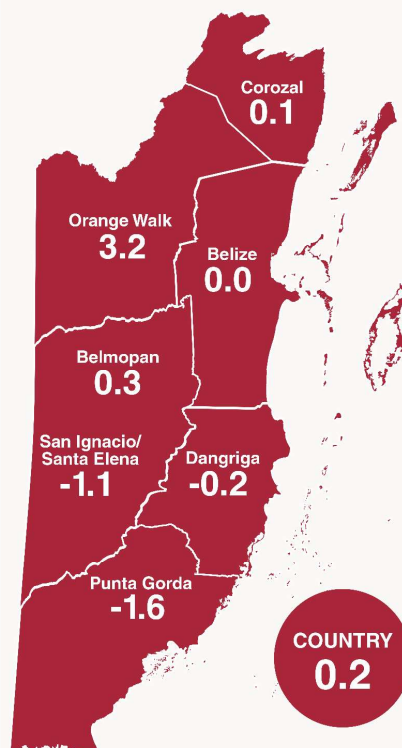 Corozal
0.1
Orange Walk
3.2
Belize
0.0
Belmopan
0.3
San Ignacio/
Santa Elena
-1.1
Dangriga
-0.2
Punta Gorda
-1.6
COUNTRY
0.2